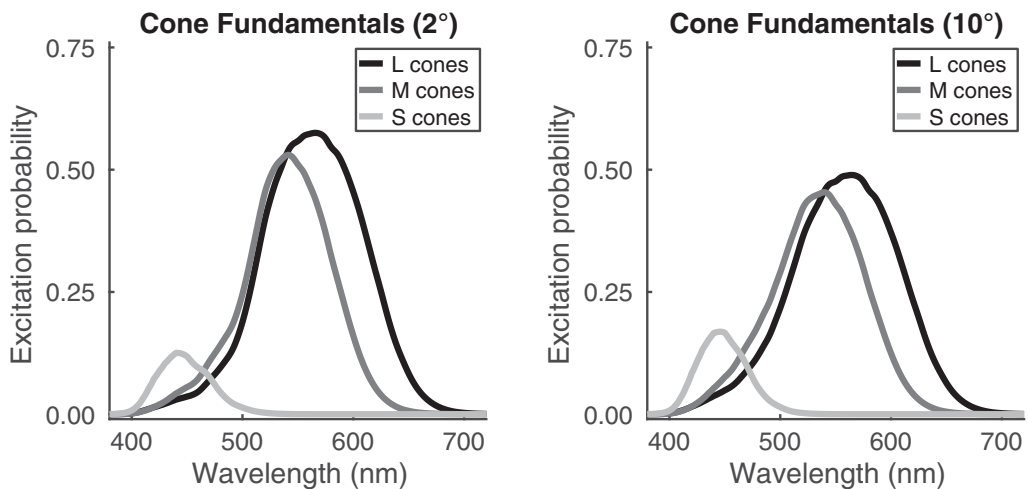 Cone Fundamentals (2°)
0.75
0.50
0.25
0.00
Excitation probability
L cones
M cones
S cones
400 500 600 700
Wavelength (nm)
Cone Fundamentals (10°)
0.75
0.50
0.25
0.00
Excitation probability
L cones
M cones
S cones
400 500 600 700
Wavelength (nm)